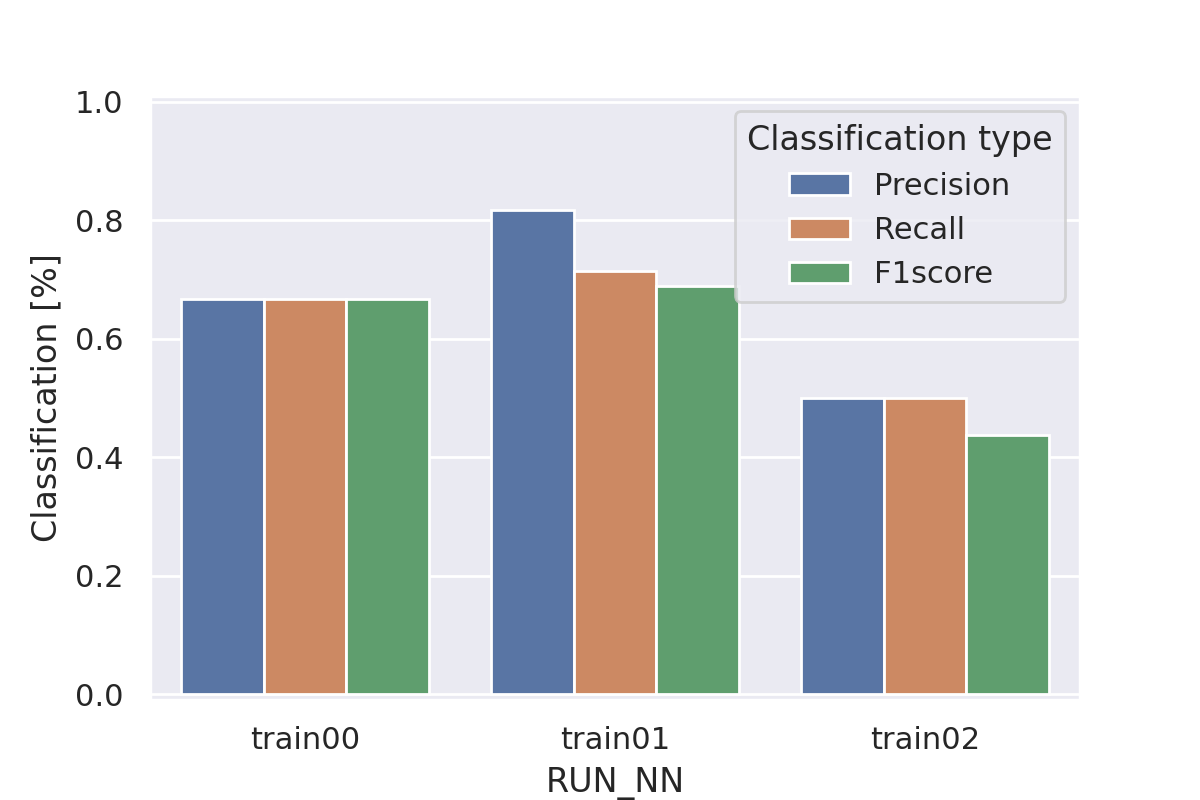 1.0
0.8
0.6
0.4
0.2
0.0
Classification [%]
Classification type
Precision
Recall
F1score
train00
train01
train02
RUN_NN